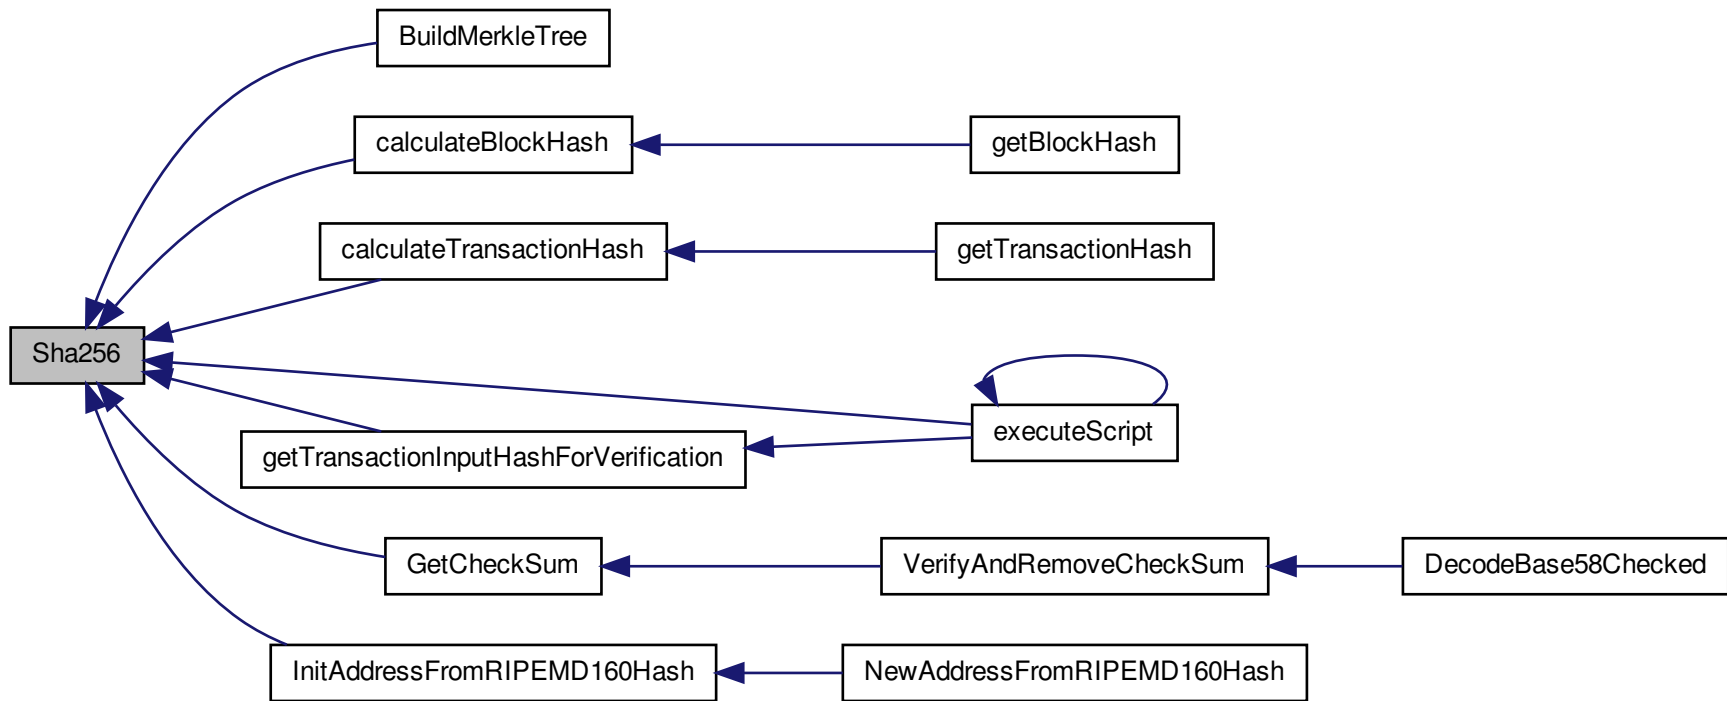 BuildMerkleTree
calculateBlockHash
getBlockHash
calculateTransactionHash
getTransactionHash
Sha256
executeScript
getTransactionInputHashForVerification
GetCheckSum
VerifyAndRemoveCheckSum
DecodeBase58Checked
InitAddressFromRIPEMD160Hash
NewAddressFromRIPEMD160Hash